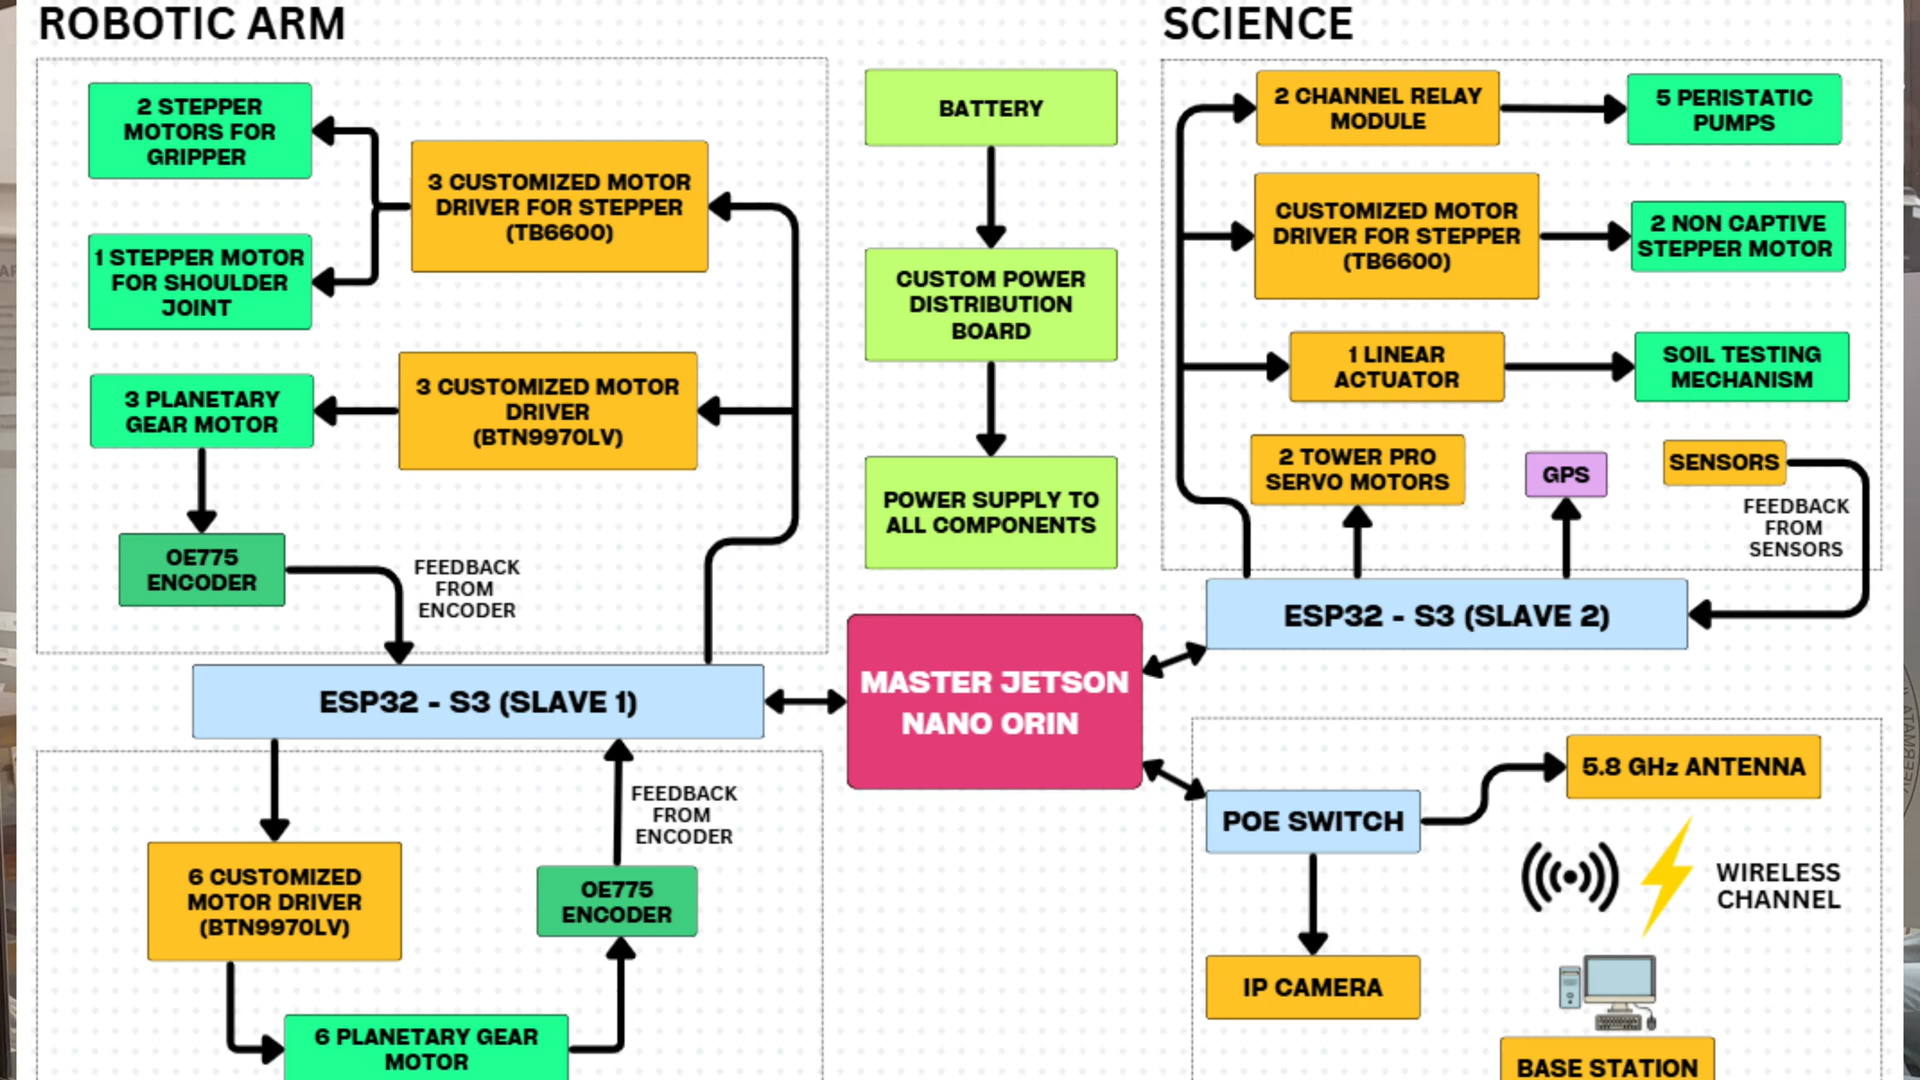 ROBOTIC ARM
2 STEPPER
MOTORS FOR
GRIPPER
3 CUSTOMIZED MOTOR
DRIVER FOR STEPPER
(TB6600)
1 STEPPER MOTOR
FOR SHOULDER
JOINT
3 PLANETARY
GEAR MOTOR
3 CUSTOMIZED MOTOR
DRIVER
(BTN9970LV)
OE775
ENCODER
FEEDBACK
FROM
ENCODER
ESP32 - S3 (SLAVE 1)
6 CUSTOMIZED
MOTOR DRIVER
(BTN9970LV)
FEEDBACK
FROM
ENCODER
OE775
ENCODER
6 PLANETARY GEAR
MOTOR
BATTERY
CUSTOM POWER
DISTRIBUTION
BOARD
POWER SUPPLY TO
ALL COMPONENTS
MASTER JETSON
NANO ORIN
SCIENCE
2 CHANNEL RELAY
MODULE
5 PERISTATIC
PUMPS
CUSTOMIZED MOTOR
DRIVER FOR STEPPER
(TB6600)
2 NON CAPTIVE
STEPPER MOTOR
1 LINEAR
ACTUATOR
SOIL TESTING
MECHANISM
2 TOWER PRO
SERVO MOTORS
GPS
SENSORS
FEEDBACK
FROM
SENSORS
ESP32 - S3 (SLAVE 2)
POE SWITCH
5.8 GHz ANTENNA
WIRELESS
CHANNEL
IP CAMERA
BASE STATION